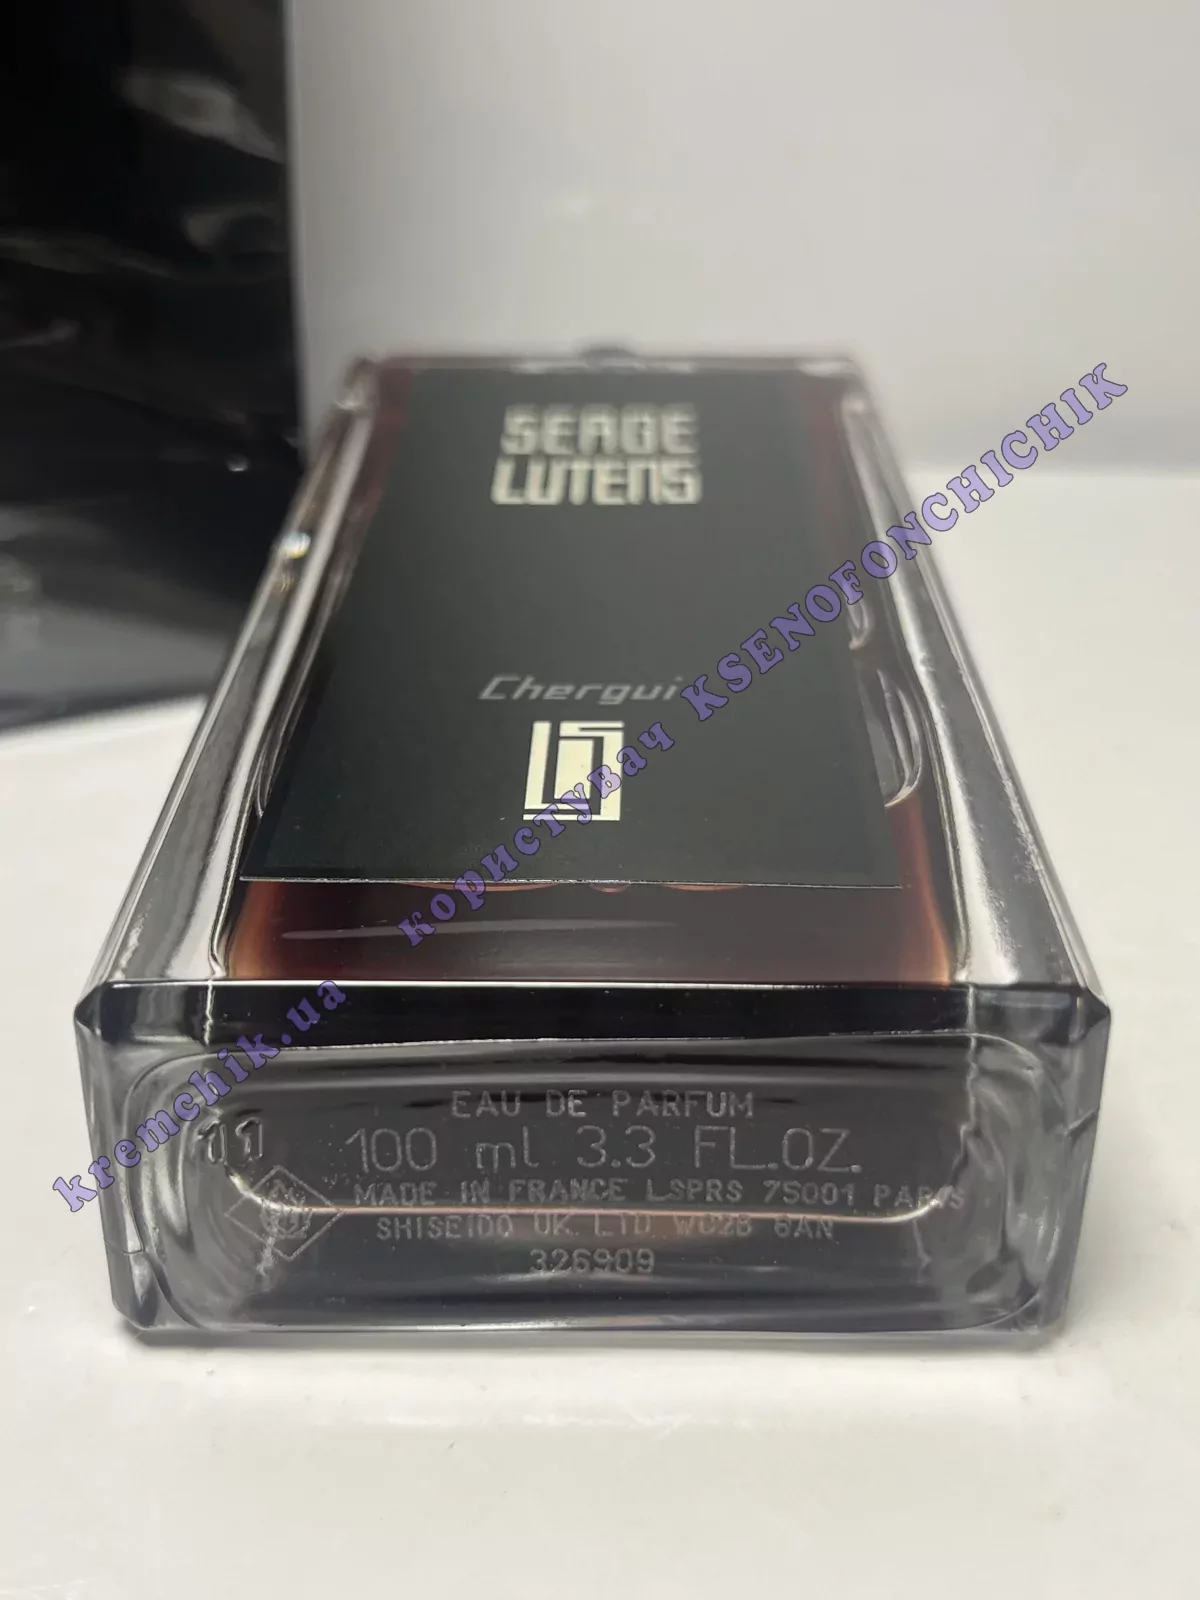 SERGE
LUTENS
Chergui
kremchik.ua користувач KSENOFONCHICHIK
EAU DE PARFUM
11 100 ml 3.3 FL.OZ.
MADE IN FRANCE LSPRS 75001 PARIS
SHISEIDO UK LTD WC2B 6AN
326909